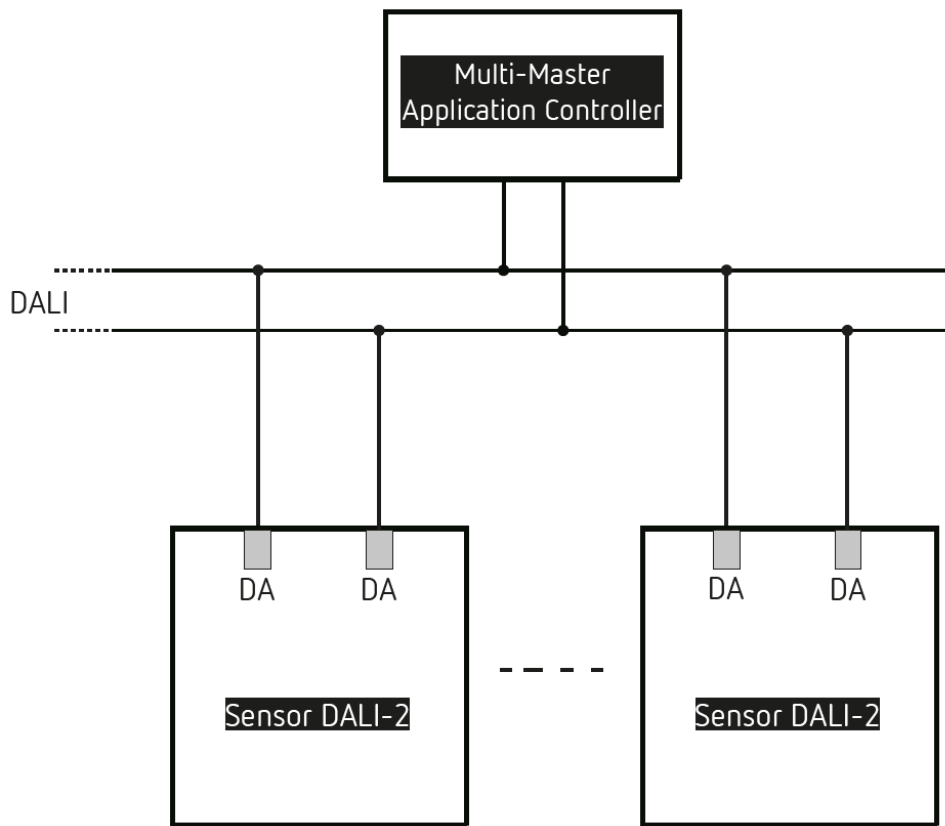 Multi-Master
Application Controller
DALI
DA
DA
DA
DA
Sensor DALI-2
Sensor DALI-2